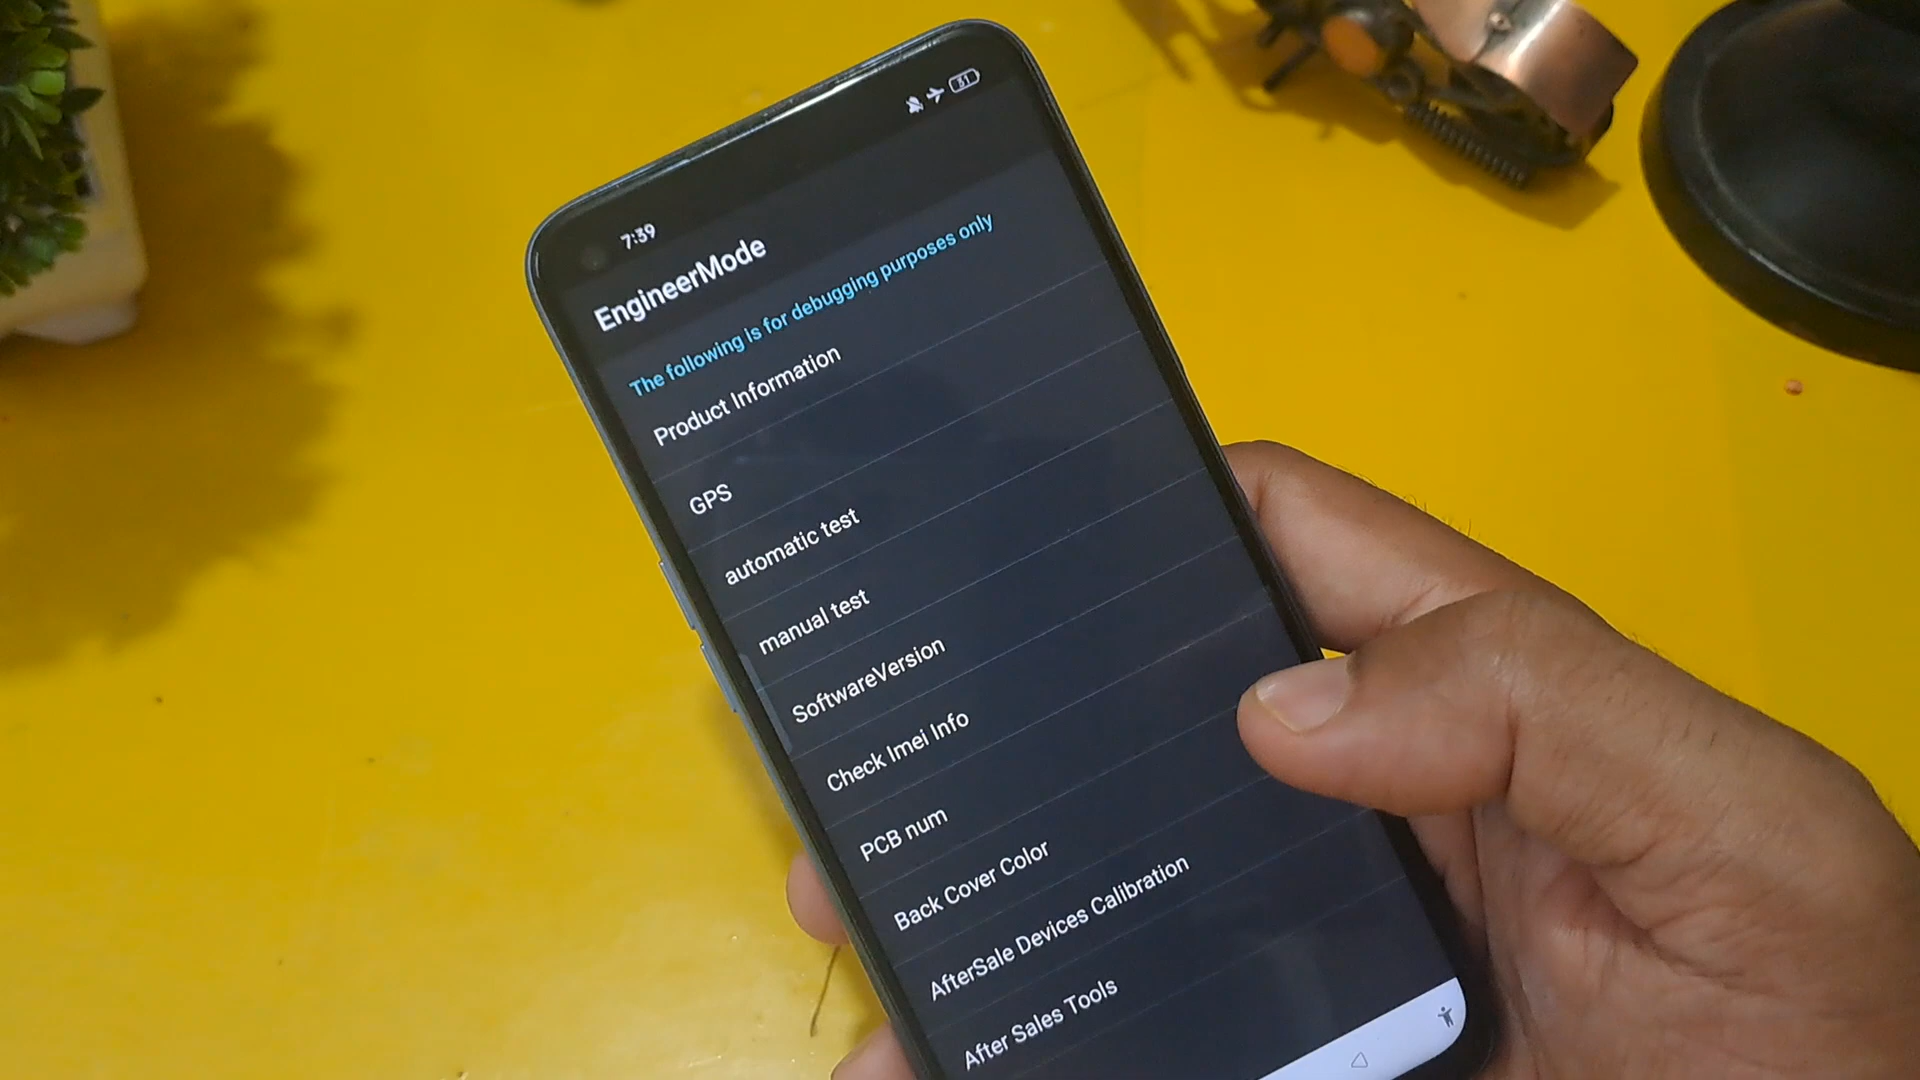 7:39
51
EngineerMode
The following is for debugging purposes only
Product Information
GPS
automatic test
manual test
SoftwareVersion
Check Imei Info
PCB num
Back Cover Color
AfterSale Devices Calibration
After Sales Tools